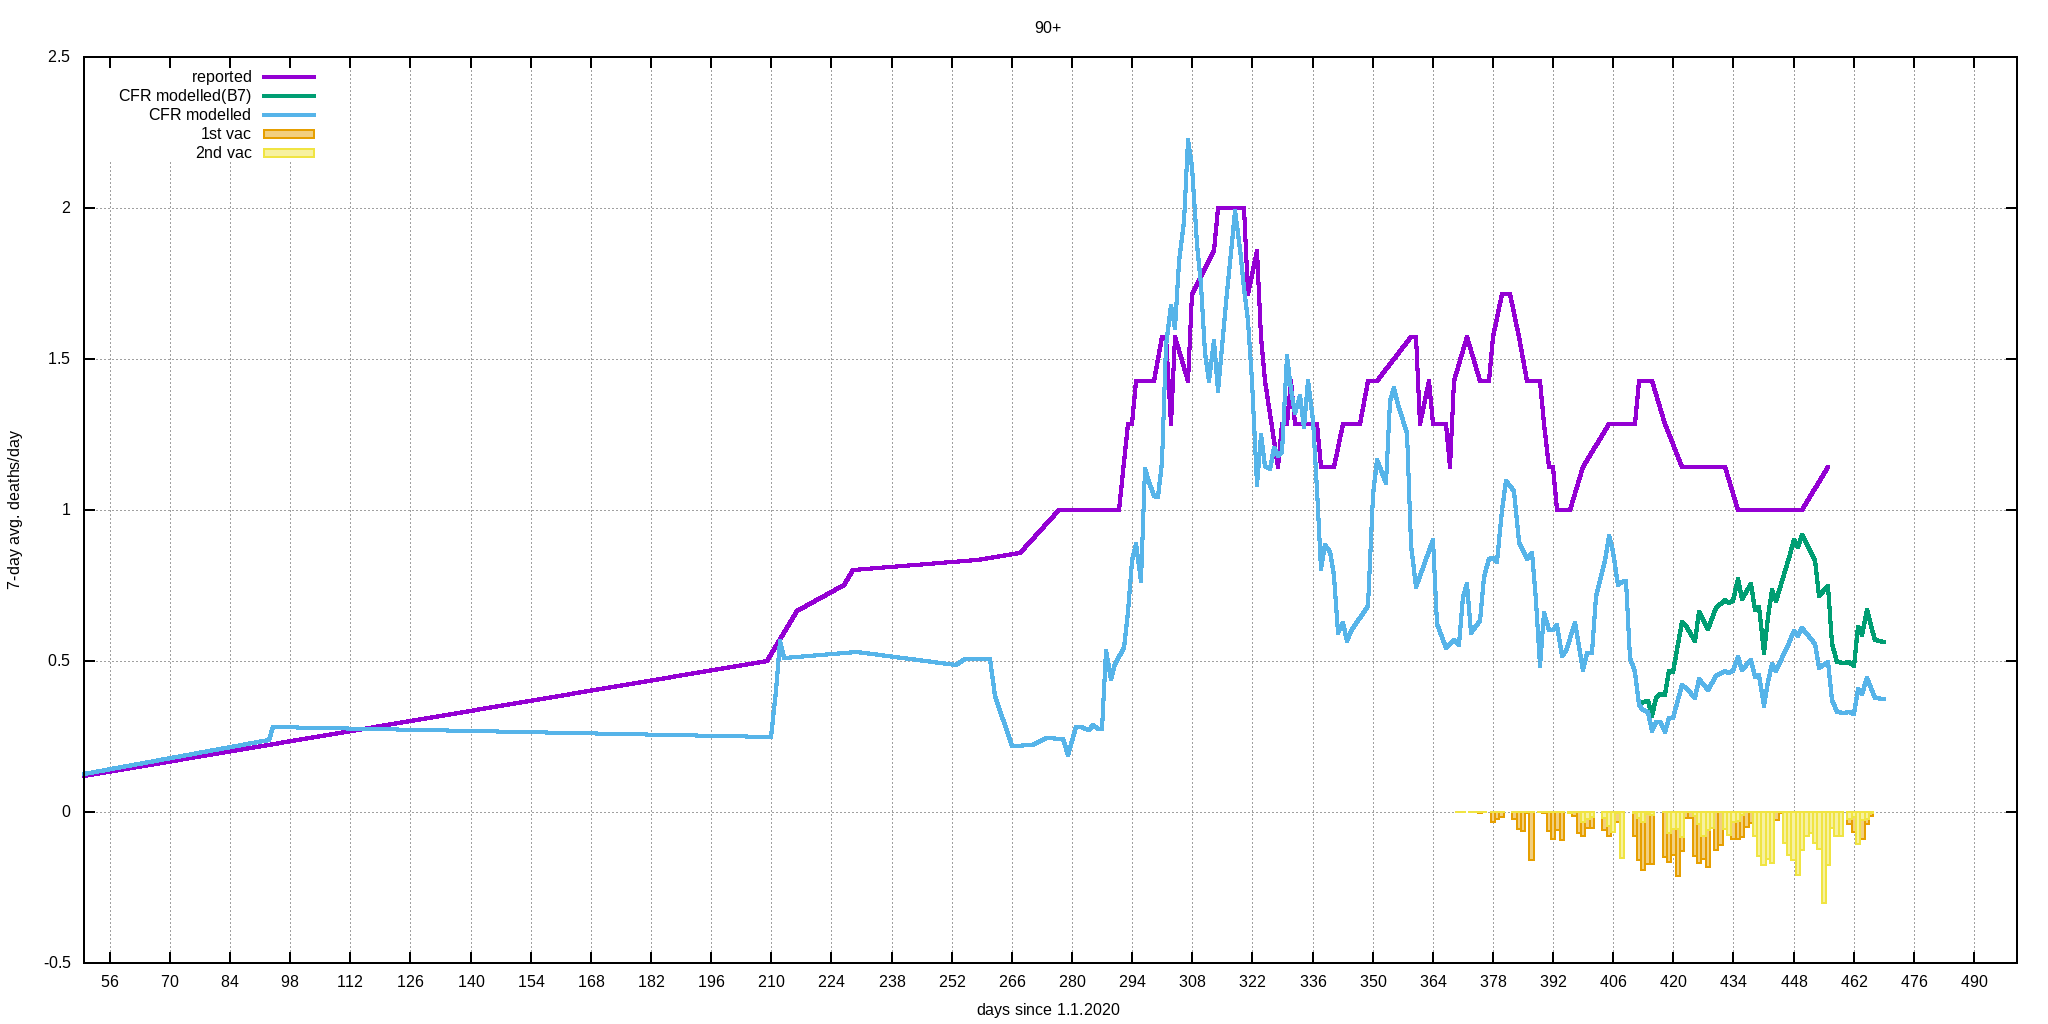 90+
reported
CFR modelled(B7)
CFR modelled
1st vac
2nd vac
2.5
2
1.5
1
0.5
0
-0.5
7-day avg. deaths/day
56 70 84 98 112 126 140 154 168 182 196 210 224 238 252 266 280 294 308 322 336 350 364 378 392 406 420 434 448 462 476 490
days since 1.1.2020